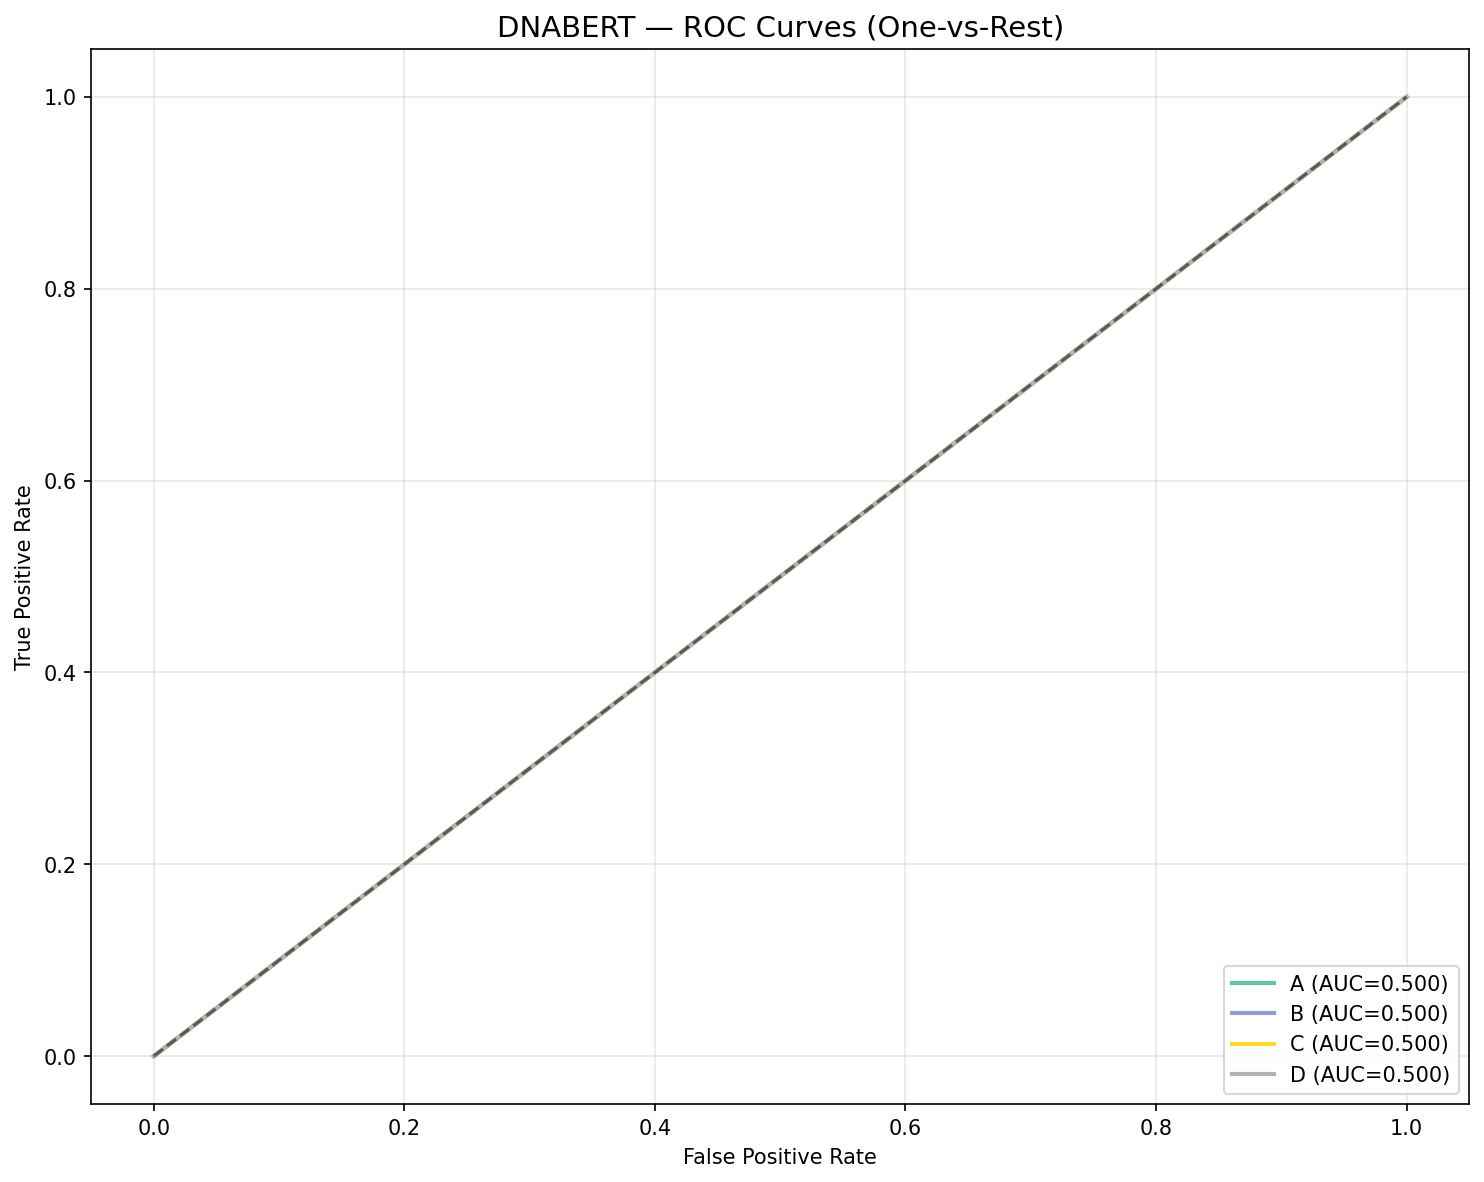 DNABERT — ROC Curves (One-vs-Rest)
True Positive Rate
1.0
0.8
0.6
0.4
0.2
0.0
0.0 0.2 0.4 0.6 0.8 1.0
False Positive Rate
A (AUC=0.500)
B (AUC=0.500)
C (AUC=0.500)
D (AUC=0.500)